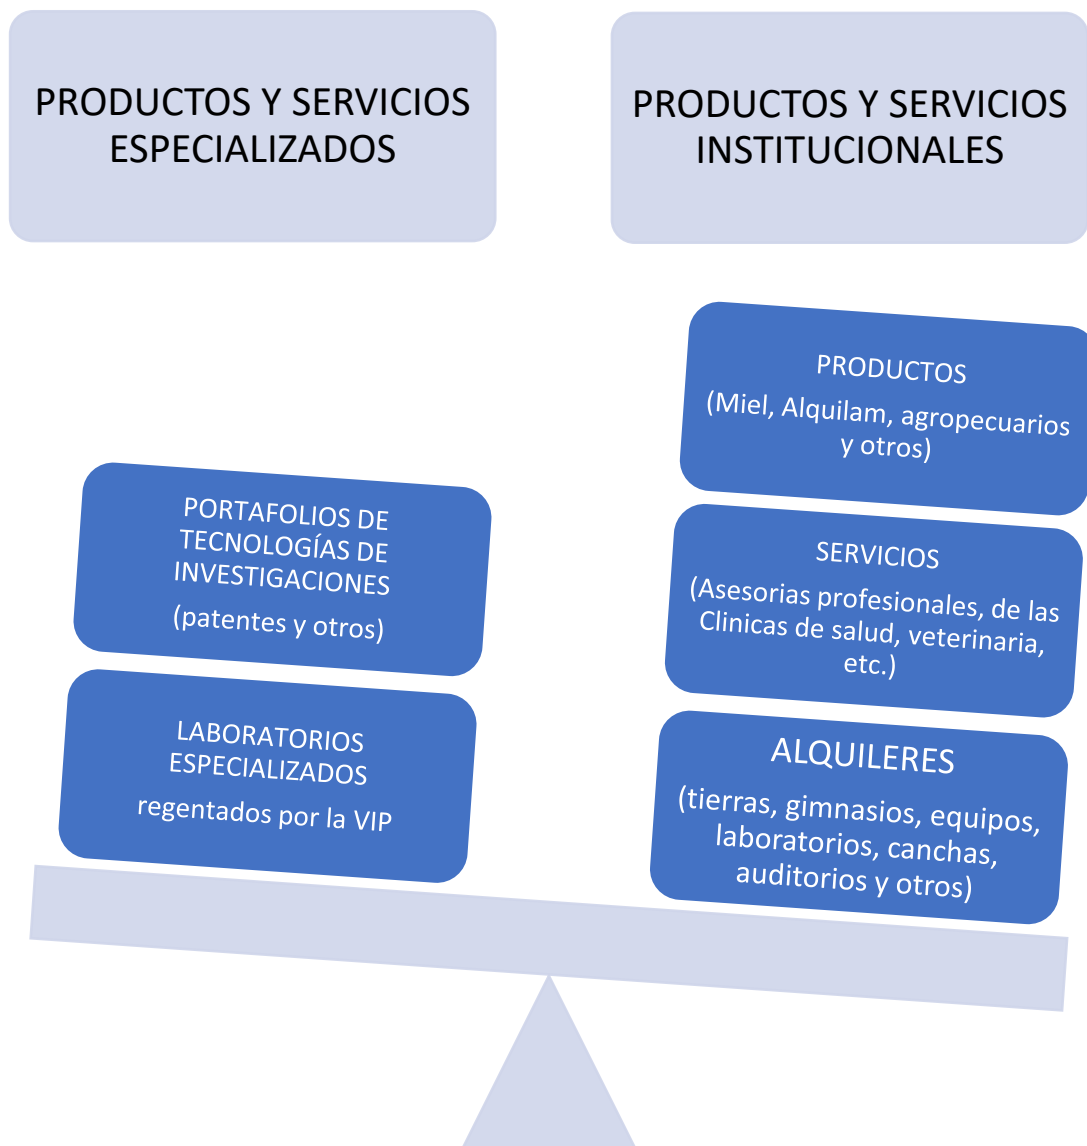 PRODUCTOS Y SERVICIOS
ESPECIALIZADOS
PRODUCTOS Y SERVICIOS
INSTITUCIONALES
PORTAFOLIOS DE
TECNOLOGÍAS DE
INVESTIGACIONES
(patentes y otros)
LABORATORIOS
ESPECIALIZADOS
regentados por la VIP
PRODUCTOS
(Miel, Alquilam, agropecuarios
y otros)
SERVICIOS
(Asesorias profesionales, de las
Clinicas de salud, veterinaria,
etc.)
ALQUILERES
(tierras, gimnasios, equipos,
laboratorios, canchas,
auditorios y otros)